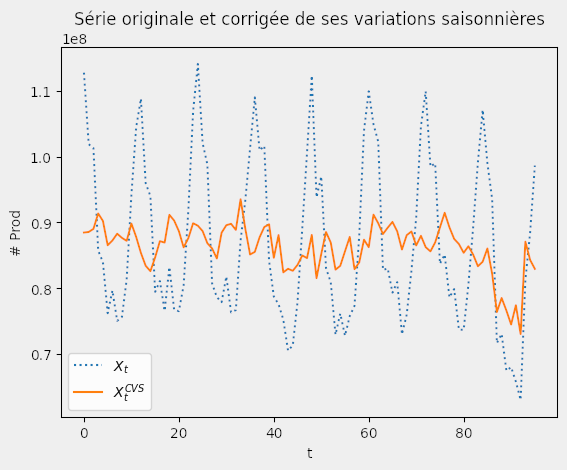 Série originale et corrigée de ses variations saisonnières
1e8
1.1
1.0
0.9
0.8
0.7
# Prod
X_t
X_t^{CVS}
0 20 40 60 80
t